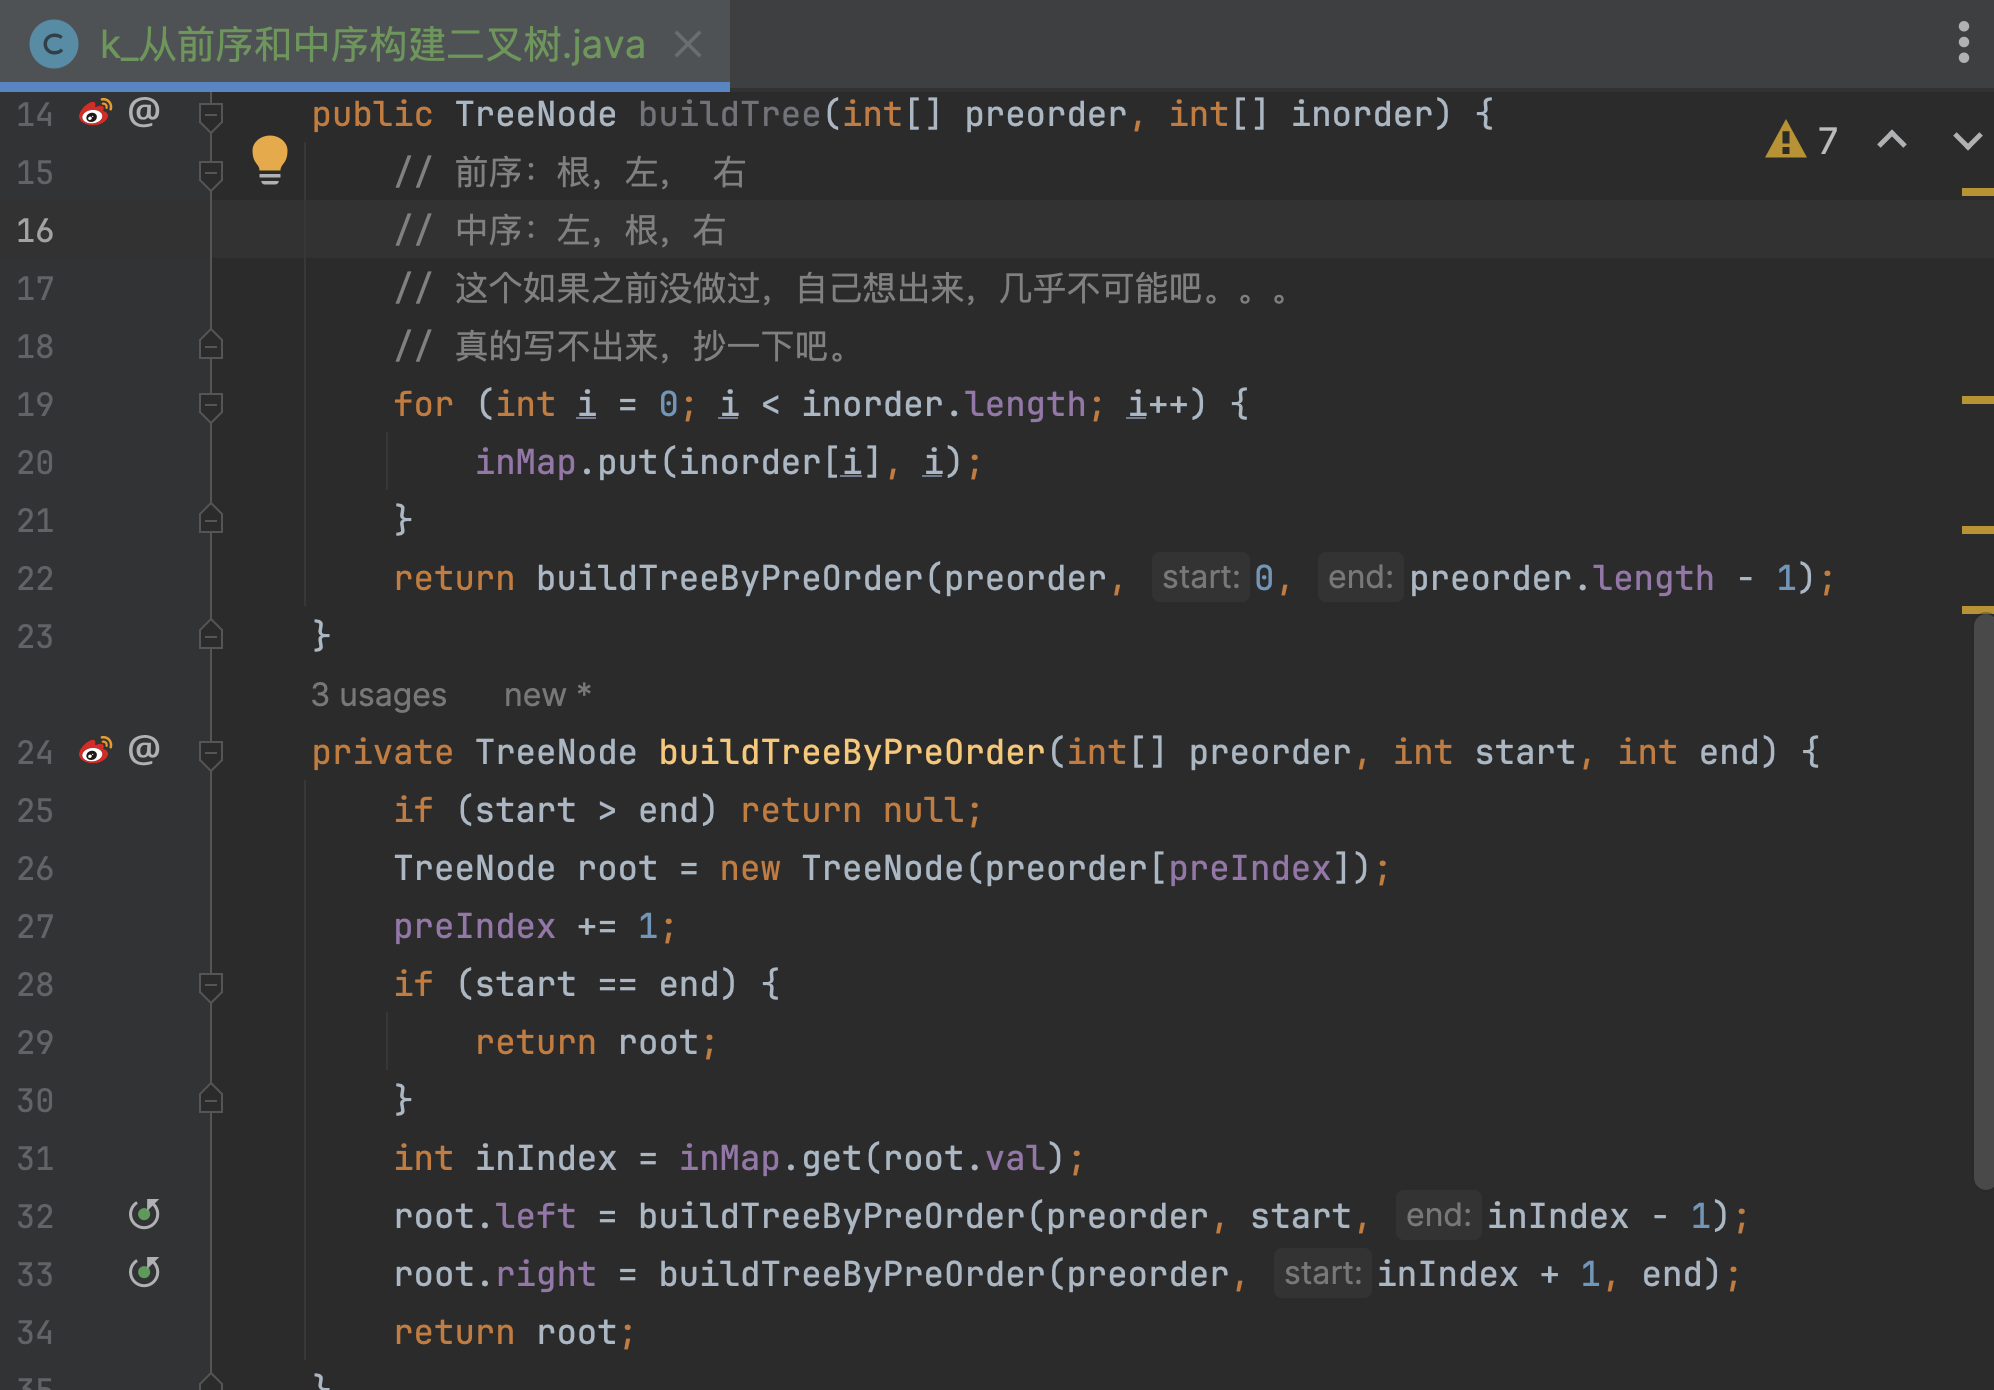 k_从前序和中序构建二叉树.java
7
14 @ public TreeNode buildTree(int[] preorder, int[] inorder) {
15 // 前序：根，左， 右
16 // 中序：左，根，右
17 // 这个如果之前没做过，自己想出来，几乎不可能吧。。。
18 // 真的写不出来，抄一下吧。
19 for (int i = 0; i < inorder.length; i++) {
20 inMap.put(inorder[i], i);
21 }
22 return buildTreeByPreOrder(preorder, start: 0, end: preorder.length - 1);
23 }
3 usages new *
24 @ private TreeNode buildTreeByPreOrder(int[] preorder, int start, int end) {
25 if (start > end) return null;
26 TreeNode root = new TreeNode(preorder[preIndex]);
27 preIndex += 1;
28 if (start == end) {
29 return root;
30 }
31 int inIndex = inMap.get(root.val);
32 root.left = buildTreeByPreOrder(preorder, start, end: inIndex - 1);
33 root.right = buildTreeByPreOrder(preorder, start: inIndex + 1, end);
34 return root;
35 }